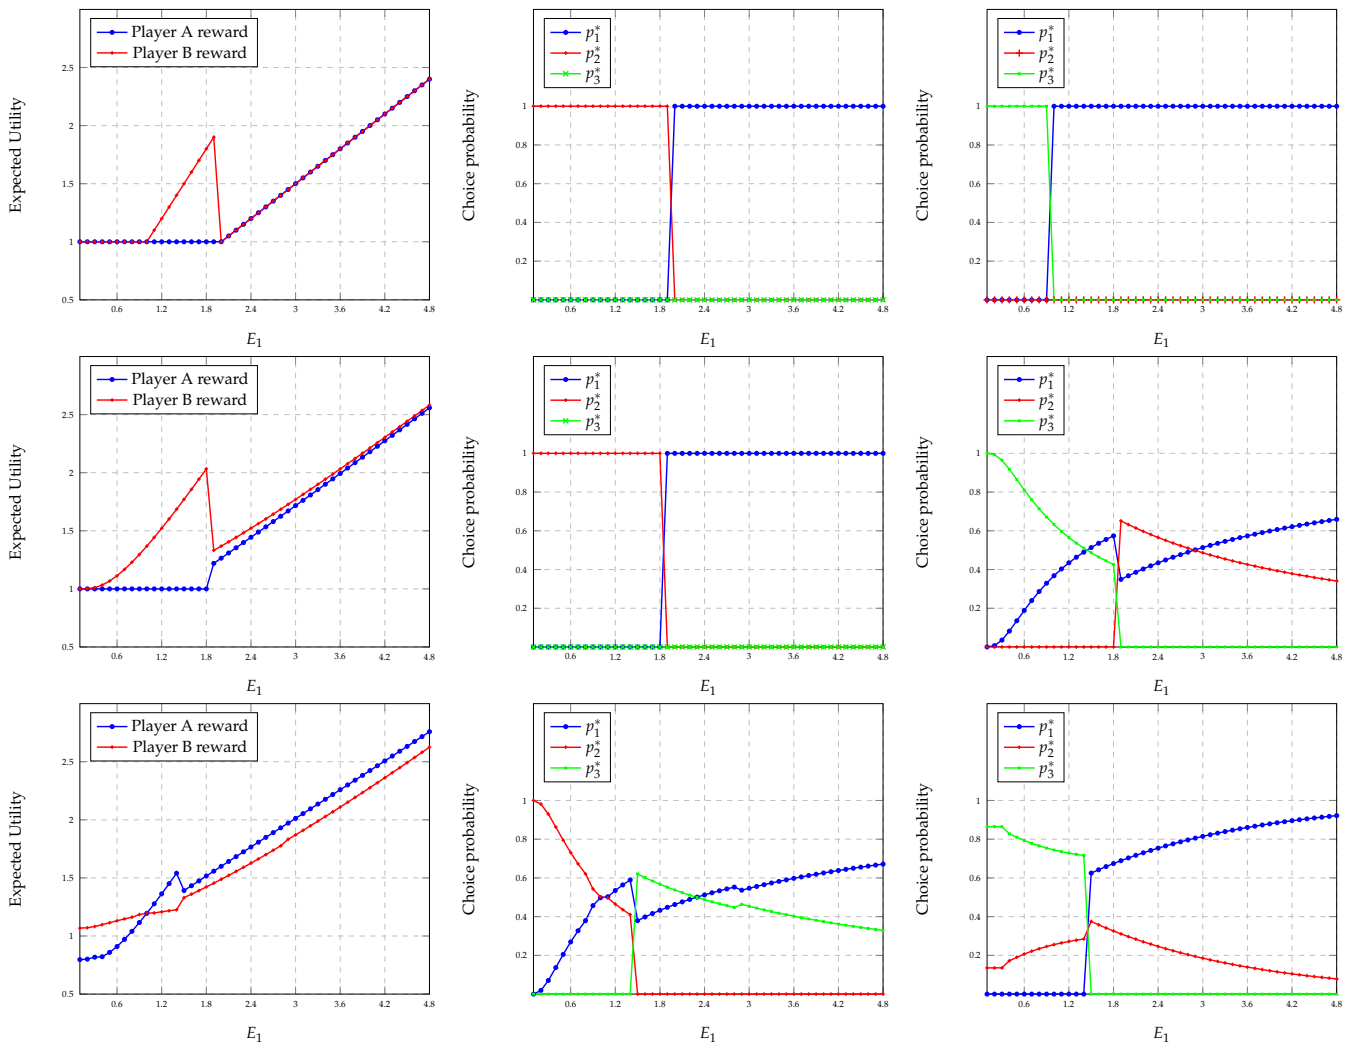 Player A reward
Player B reward
2.5
2
1.5
1
0.5
0.6 1.2 1.8 2.4 3 3.6 4.2 4.8
Expected Utility
E1
p1*
p2*
p3*
1
0.8
0.6
0.4
0.2
0.6 1.2 1.8 2.4 3 3.6 4.2 4.8
Choice probability
E1
p1*
p2*
p3*
1
0.8
0.6
0.4
0.2
0.6 1.2 1.8 2.4 3 3.6 4.2 4.8
Choice probability
E1
Player A reward
Player B reward
2.5
2
1.5
1
0.5
0.6 1.2 1.8 2.4 3 3.6 4.2 4.8
Expected Utility
E1
p1*
p2*
p3*
1
0.8
0.6
0.4
0.2
0.6 1.2 1.8 2.4 3 3.6 4.2 4.8
Choice probability
E1
p1*
p2*
p3*
1
0.8
0.6
0.4
0.2
0.6 1.2 1.8 2.4 3 3.6 4.2 4.8
Choice probability
E1
Player A reward
Player B reward
2.5
2
1.5
1
0.5
0.6 1.2 1.8 2.4 3 3.6 4.2 4.8
Expected Utility
E1
p1*
p2*
p3*
1
0.8
0.6
0.4
0.2
0.6 1.2 1.8 2.4 3 3.6 4.2 4.8
Choice probability
E1
p1*
p2*
p3*
1
0.8
0.6
0.4
0.2
0.6 1.2 1.8 2.4 3 3.6 4.2 4.8
Choice probability
E1